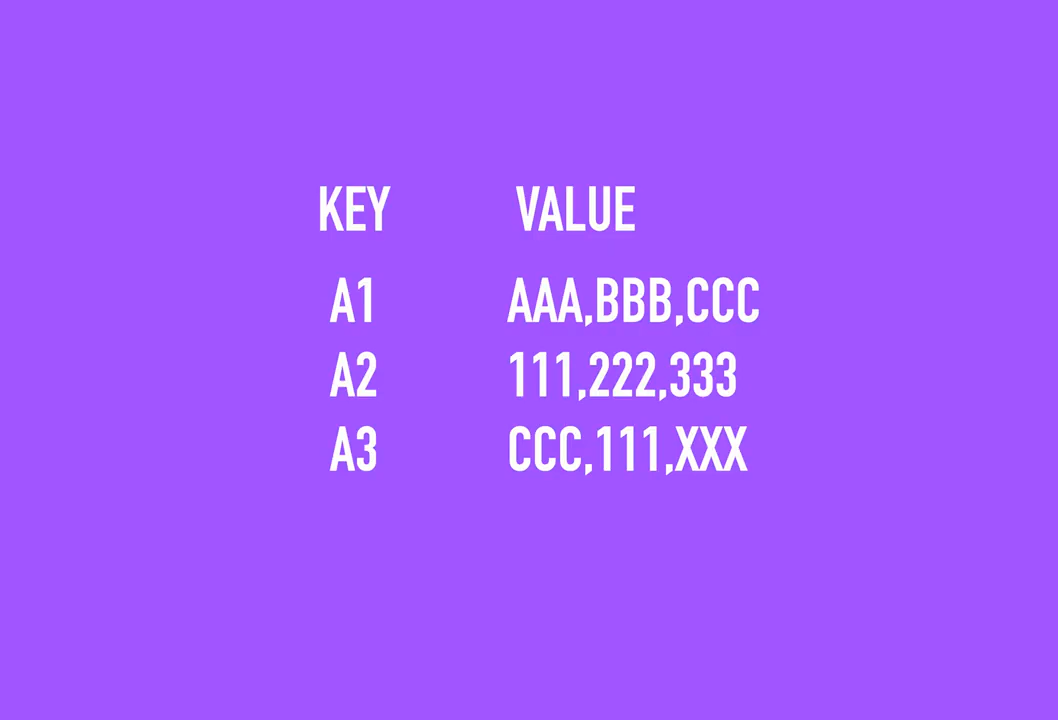 KEY VALUE
A1 AAA,BBB,CCC
A2 111,222,333
A3 CCC,111,XXX